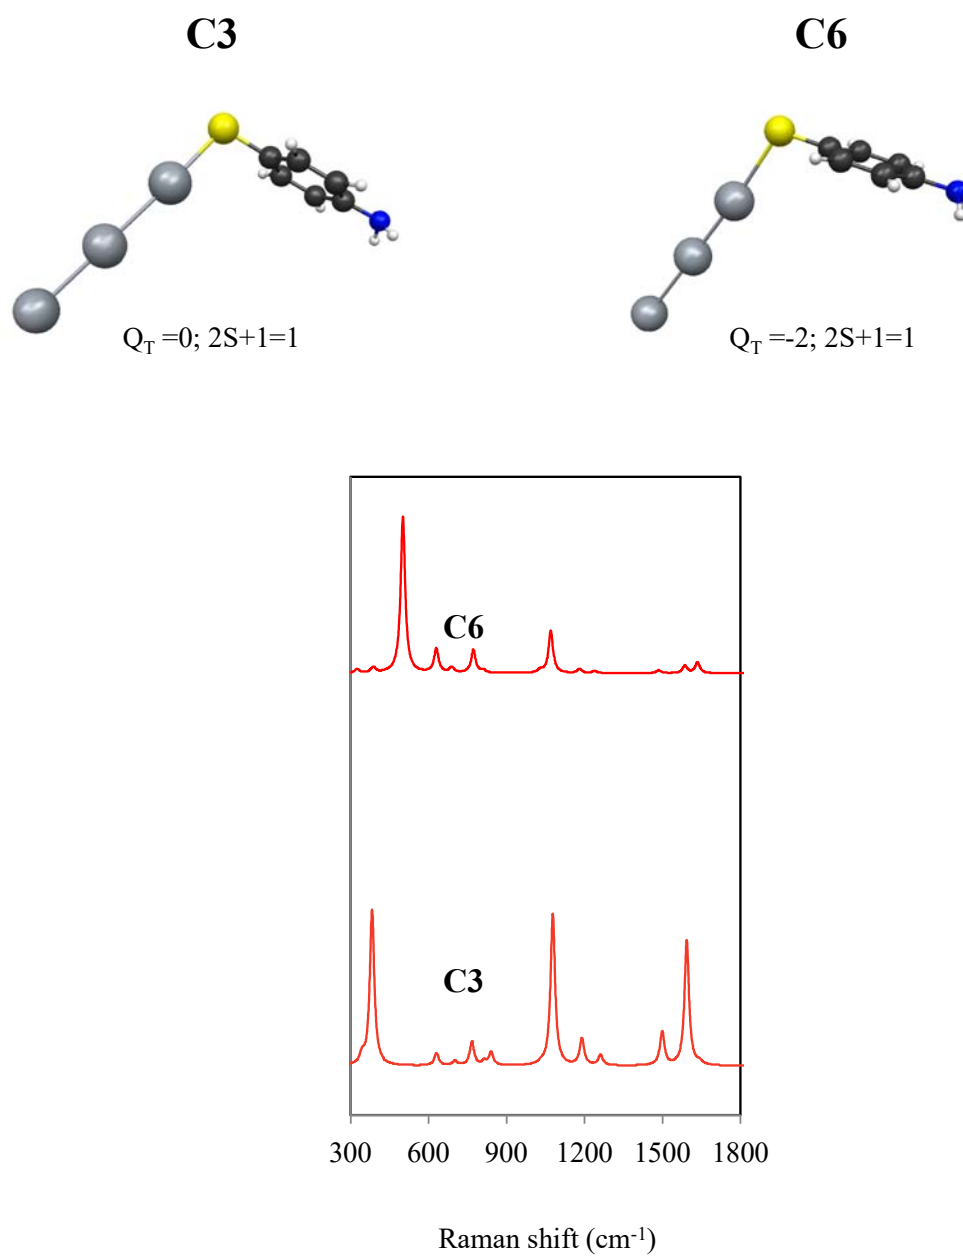 C3 C6
Q_T =0; 2S+1=1 Q_T =-2; 2S+1=1
C6
C3
300 600 900 1200 1500 1800
Raman shift (cm⁻¹)